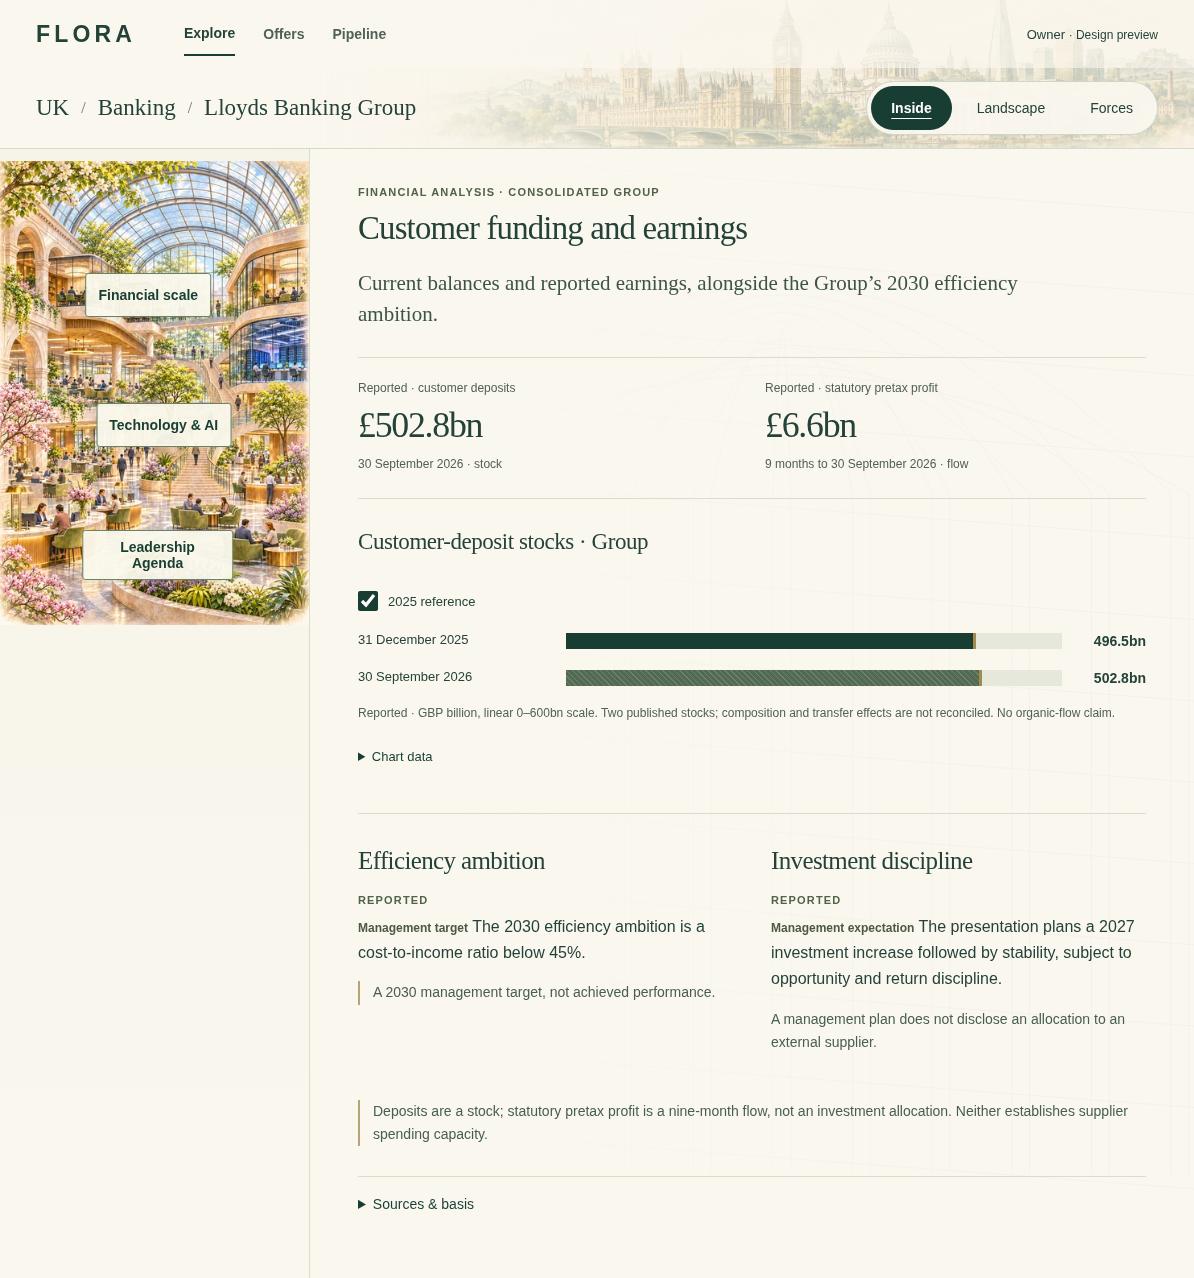 FLORA
Explore
Offers
Pipeline
Owner · Design preview
UK / Banking / Lloyds Banking Group
Inside
Landscape
Forces
Financial scale
Technology & AI
Leadership
Agenda
FINANCIAL ANALYSIS · CONSOLIDATED GROUP
Customer funding and earnings
Current balances and reported earnings, alongside the Group’s 2030 efficiency
ambition.
Reported · customer deposits
£502.8bn
30 September 2026 · stock
Reported · statutory pretax profit
£6.6bn
9 months to 30 September 2026 · flow
Customer-deposit stocks · Group
2025 reference
31 December 2025
496.5bn
30 September 2026
502.8bn
Reported · GBP billion, linear 0–600bn scale. Two published stocks; composition and transfer effects are not reconciled. No organic-flow claim.
Chart data
Efficiency ambition
REPORTED
Management target The 2030 efficiency ambition is a
cost-to-income ratio below 45%.
A 2030 management target, not achieved performance.
Investment discipline
REPORTED
Management expectation The presentation plans a 2027
investment increase followed by stability, subject to
opportunity and return discipline.
A management plan does not disclose an allocation to an
external supplier.
Deposits are a stock; statutory pretax profit is a nine-month flow, not an investment allocation. Neither establishes supplier
spending capacity.
Sources & basis